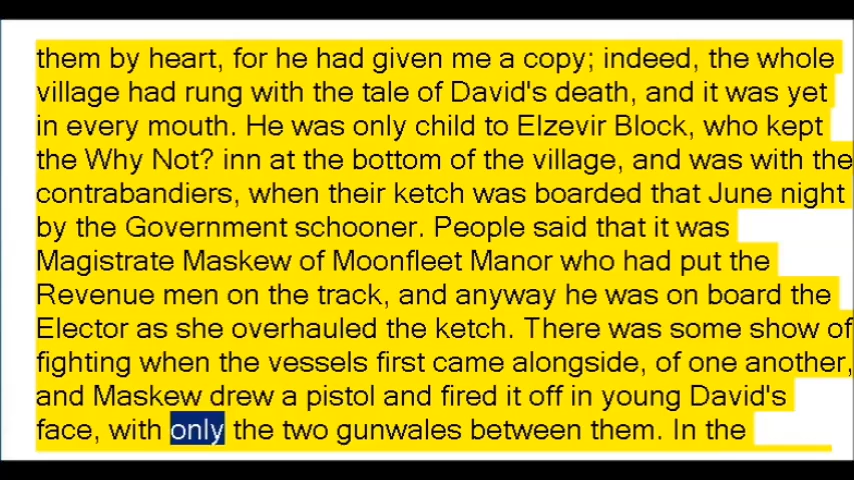 them by heart, for he had given me a copy; indeed, the whole
village had rung with the tale of David's death, and it was yet
in every mouth. He was only child to Elzevir Block, who kept
the Why Not? inn at the bottom of the village, and was with the
contrabandiers, when their ketch was boarded that June night
by the Government schooner. People said that it was
Magistrate Maskew of Moonfleet Manor who had put the
Revenue men on the track, and anyway he was on board the
Elector as she overhauled the ketch. There was some show of
fighting when the vessels first came alongside, of one another,
and Maskew drew a pistol and fired it off in young David's
face, with only the two gunwales between them. In the